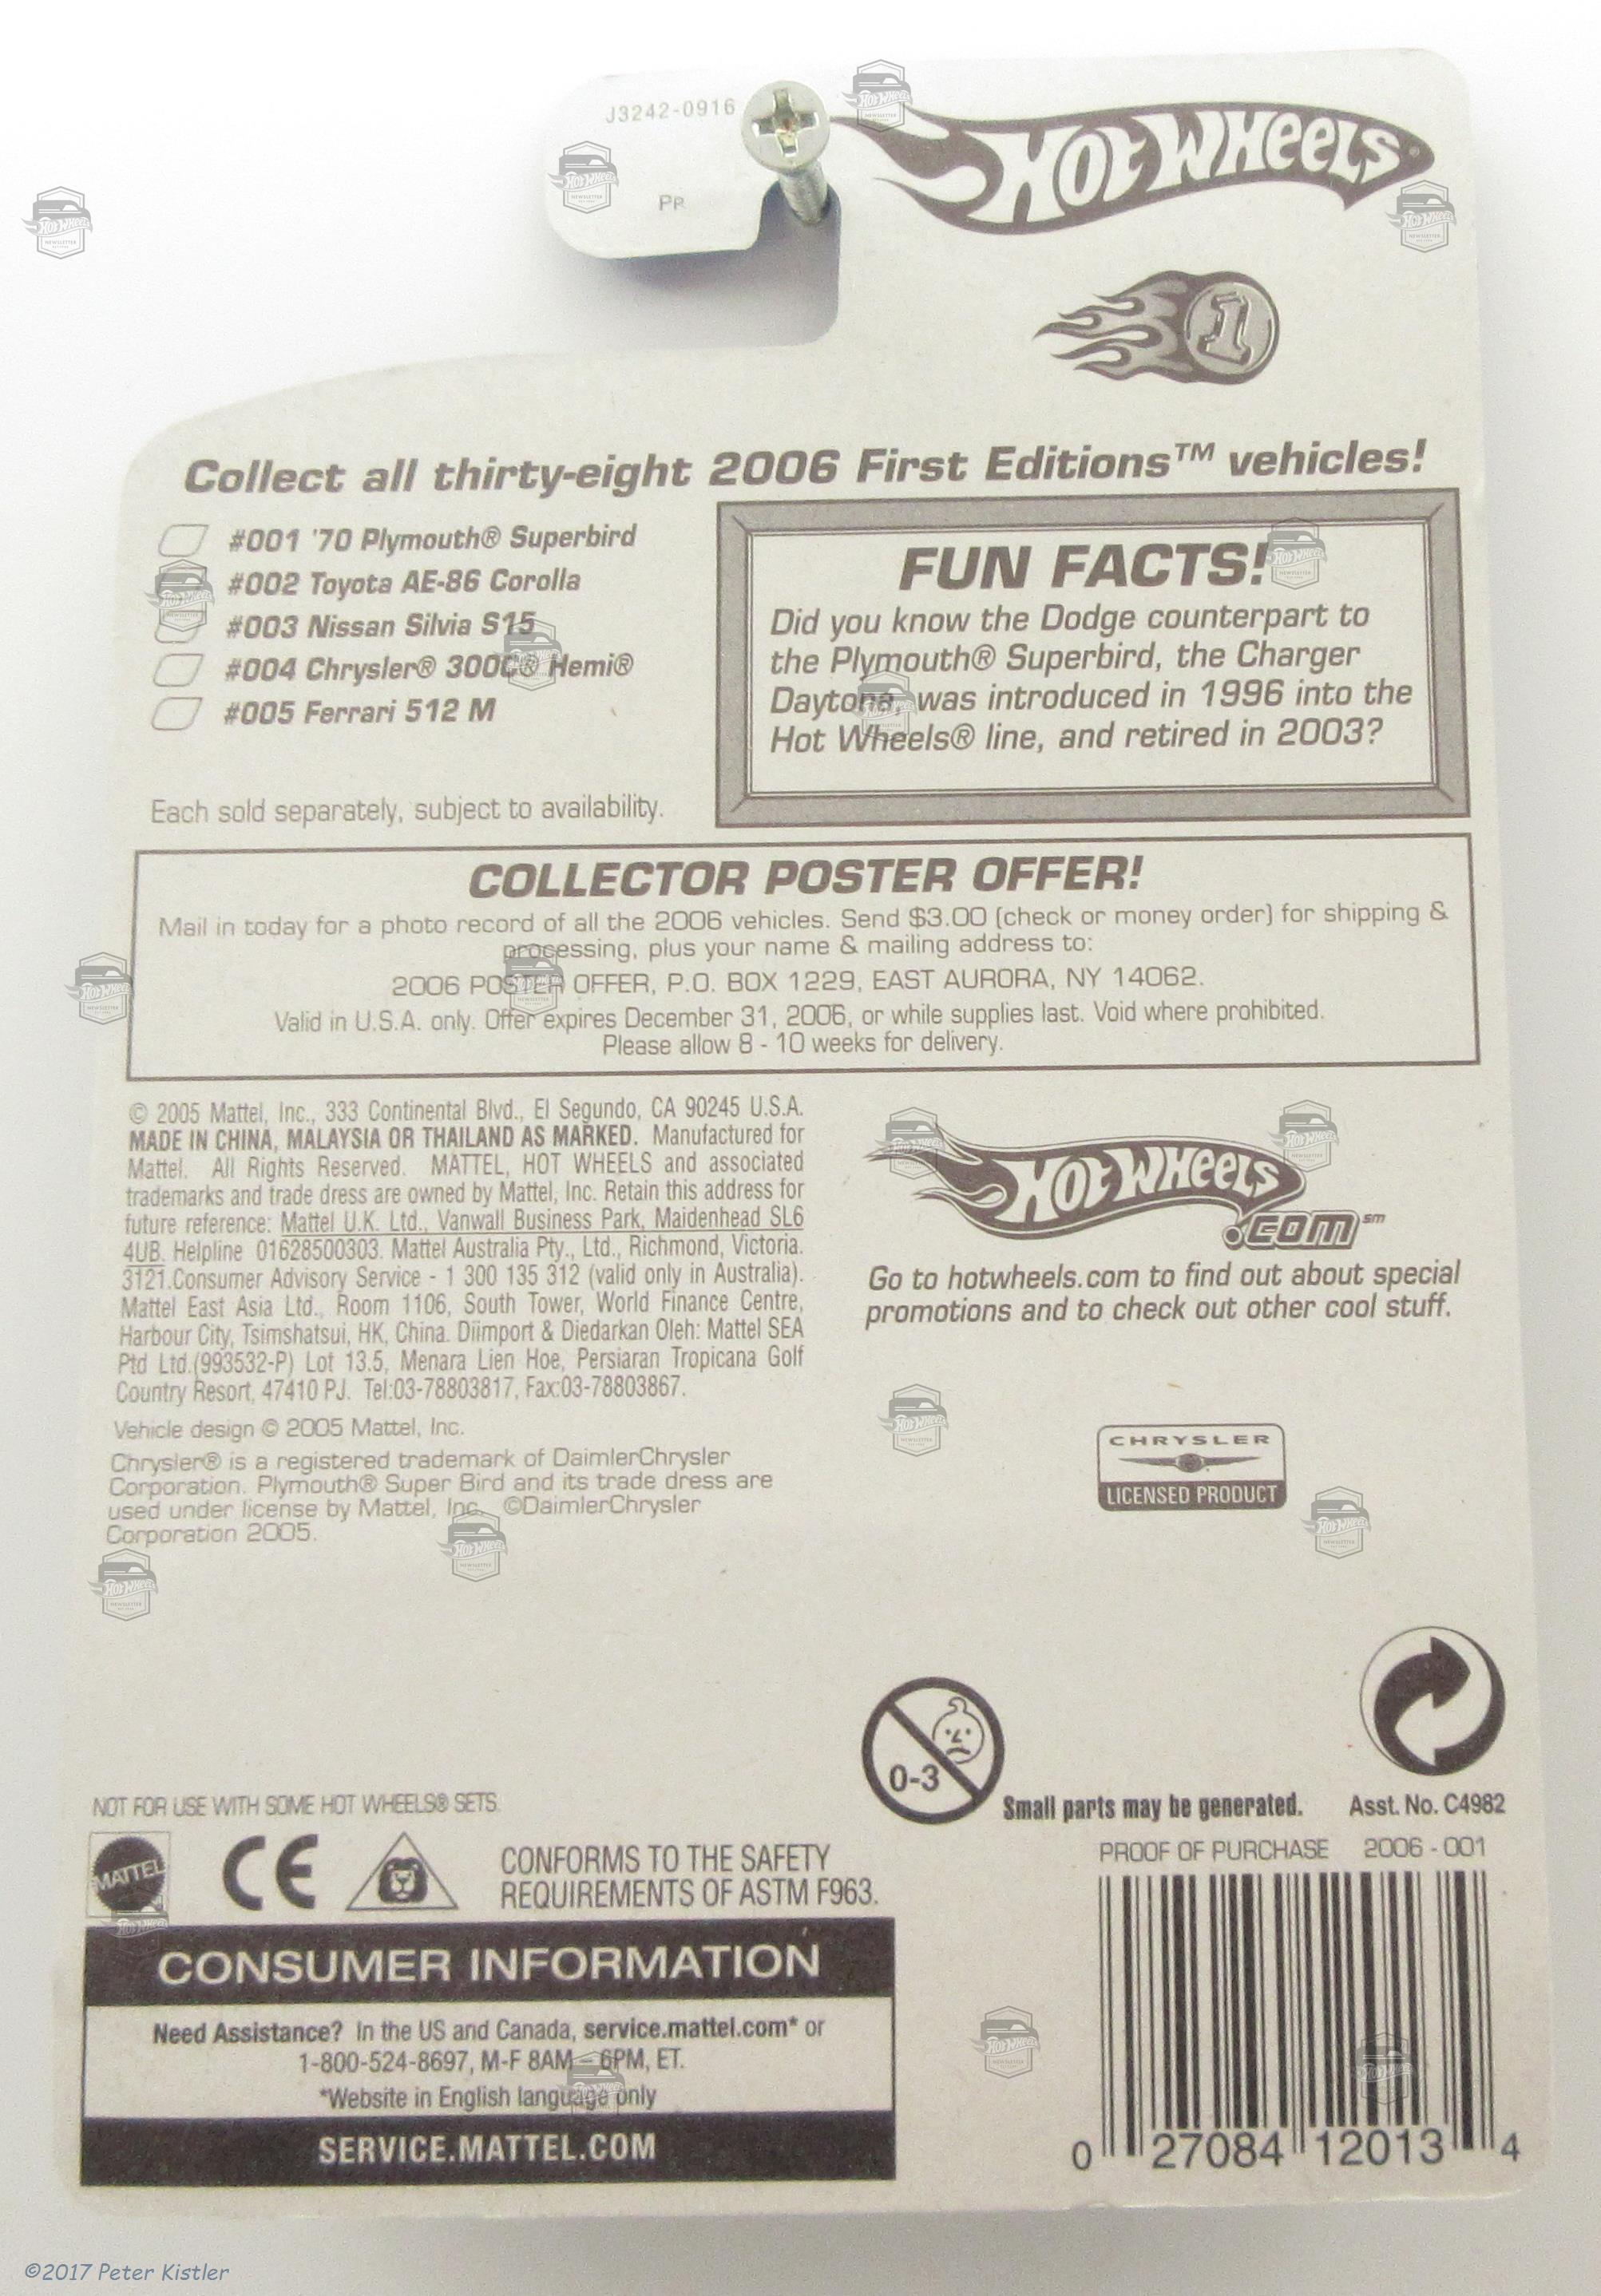 J3242-0916
HOT WHEELS
PP
1
Collect all thirty-eight 2006 First Editions™ vehicles!
#001 '70 Plymouth® Superbird
#002 Toyota AE-86 Corolla
#003 Nissan Silvia S15
#004 Chrysler® 300C® Hemi®
#005 Ferrari 512 M
Each sold separately, subject to availability.
FUN FACTS!
Did you know the Dodge counterpart to
the Plymouth® Superbird, the Charger
Daytona, was introduced in 1996 into the
Hot Wheels® line, and retired in 2003?
COLLECTOR POSTER OFFER!
Mail in today for a photo record of all the 2006 vehicles. Send $3.00 (check or money order) for shipping &
processing, plus your name & mailing address to:
2006 POSTER OFFER, P.O. BOX 1229, EAST AURORA, NY 14062.
Valid in U.S.A. only. Offer expires December 31, 2006, or while supplies last. Void where prohibited.
Please allow 8 - 10 weeks for delivery.
© 2005 Mattel, Inc., 333 Continental Blvd., El Segundo, CA 90245 U.S.A.
MADE IN CHINA, MALAYSIA OR THAILAND AS MARKED. Manufactured for
Mattel. All Rights Reserved. MATTEL, HOT WHEELS and associated
trademarks and trade dress are owned by Mattel, Inc. Retain this address for
future reference: Mattel U.K. Ltd., Vanwall Business Park, Maidenhead SL6
4UB. Helpline 01628500303. Mattel Australia Pty., Ltd., Richmond, Victoria.
3121.Consumer Advisory Service - 1 300 135 312 (valid only in Australia).
Mattel East Asia Ltd., Room 1106, South Tower, World Finance Centre,
Harbour City, Tsimshatsui, HK, China. Diimport & Diedarkan Oleh: Mattel SEA
Ptd Ltd.(993532-P) Lot 13.5, Menara Lien Hoe, Persiaran Tropicana Golf
Country Resort, 47410 PJ. Tel:03-78803817, Fax:03-78803867.
Vehicle design © 2005 Mattel, Inc.
Chrysler® is a registered trademark of DaimlerChrysler
Corporation. Plymouth® Super Bird and its trade dress are
used under license by Mattel, Inc. ©DaimlerChrysler
Corporation 2005.
HOT WHEELS
.COM℠
Go to hotwheels.com to find out about special
promotions and to check out other cool stuff.
CHRYSLER
LICENSED PRODUCT
0-3
Small parts may be generated.
Asst. No. C4982
PROOF OF PURCHASE 2006 - 001
NOT FOR USE WITH SOME HOT WHEELS® SETS.
MATTEL
CE
CONFORMS TO THE SAFETY
REQUIREMENTS OF ASTM F963.
CONSUMER INFORMATION
Need Assistance? In the US and Canada, service.mattel.com* or
1-800-524-8697, M-F 8AM – 6PM, ET.
*Website in English language only
SERVICE.MATTEL.COM
0 27084 12013 4
©2017 Peter Kistler